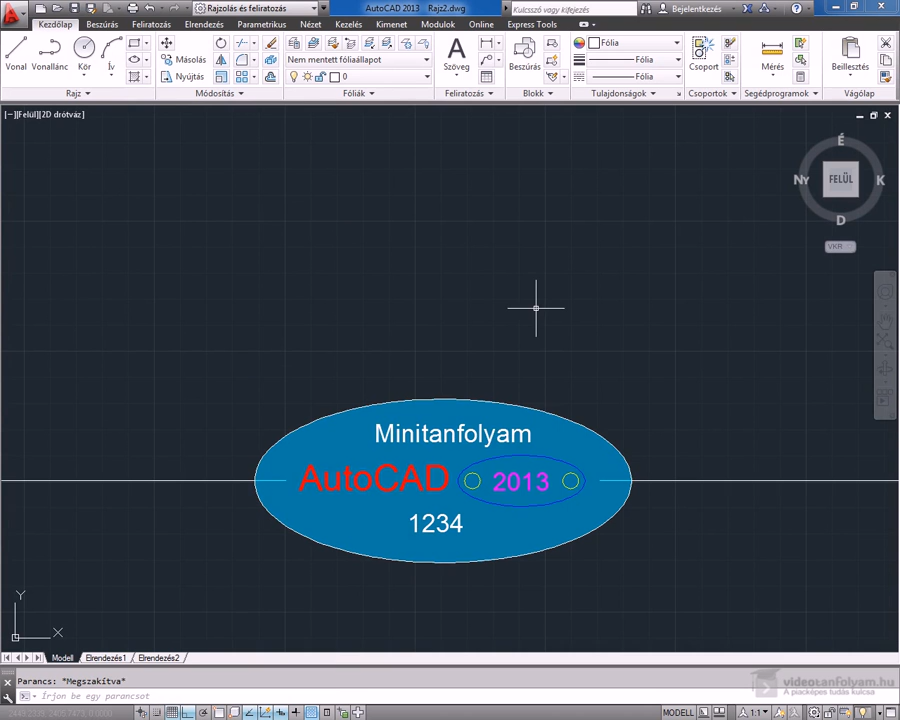 Rajzolás és feliratozás
AutoCAD 2013 Rajz2.dwg
Kulcsszó vagy kifejezés
Bejelentkezés
Kezdőlap Beszúrás Feliratozás Elrendezés Parametrikus Nézet Kezelés Kimenet Modulok Online Express Tools
Vonal Vonallánc Kör Ív
Másolás
Nyújtás
Nem mentett fóliaállapot
0
Szöveg
Beszúrás
Fólia
Fólia
Fólia
Csoport
Mérés
Beillesztés
Rajz Módosítás Fóliák Feliratozás Blokk Tulajdonságok Csoportok Segédprogramok Vágólap
[−][Felül][2D drótváz]
É
Ny FELÜL K
D
VKR
Minitanfolyam
AutoCAD 2013
1234
Y
X
Modell Elrendezés1 Elrendezés2
Parancs: *Megszakítva*
Írjon be egy parancsot
videotanfolyam.hu
A piacképes tudás kulcsa
MODELL 1:1